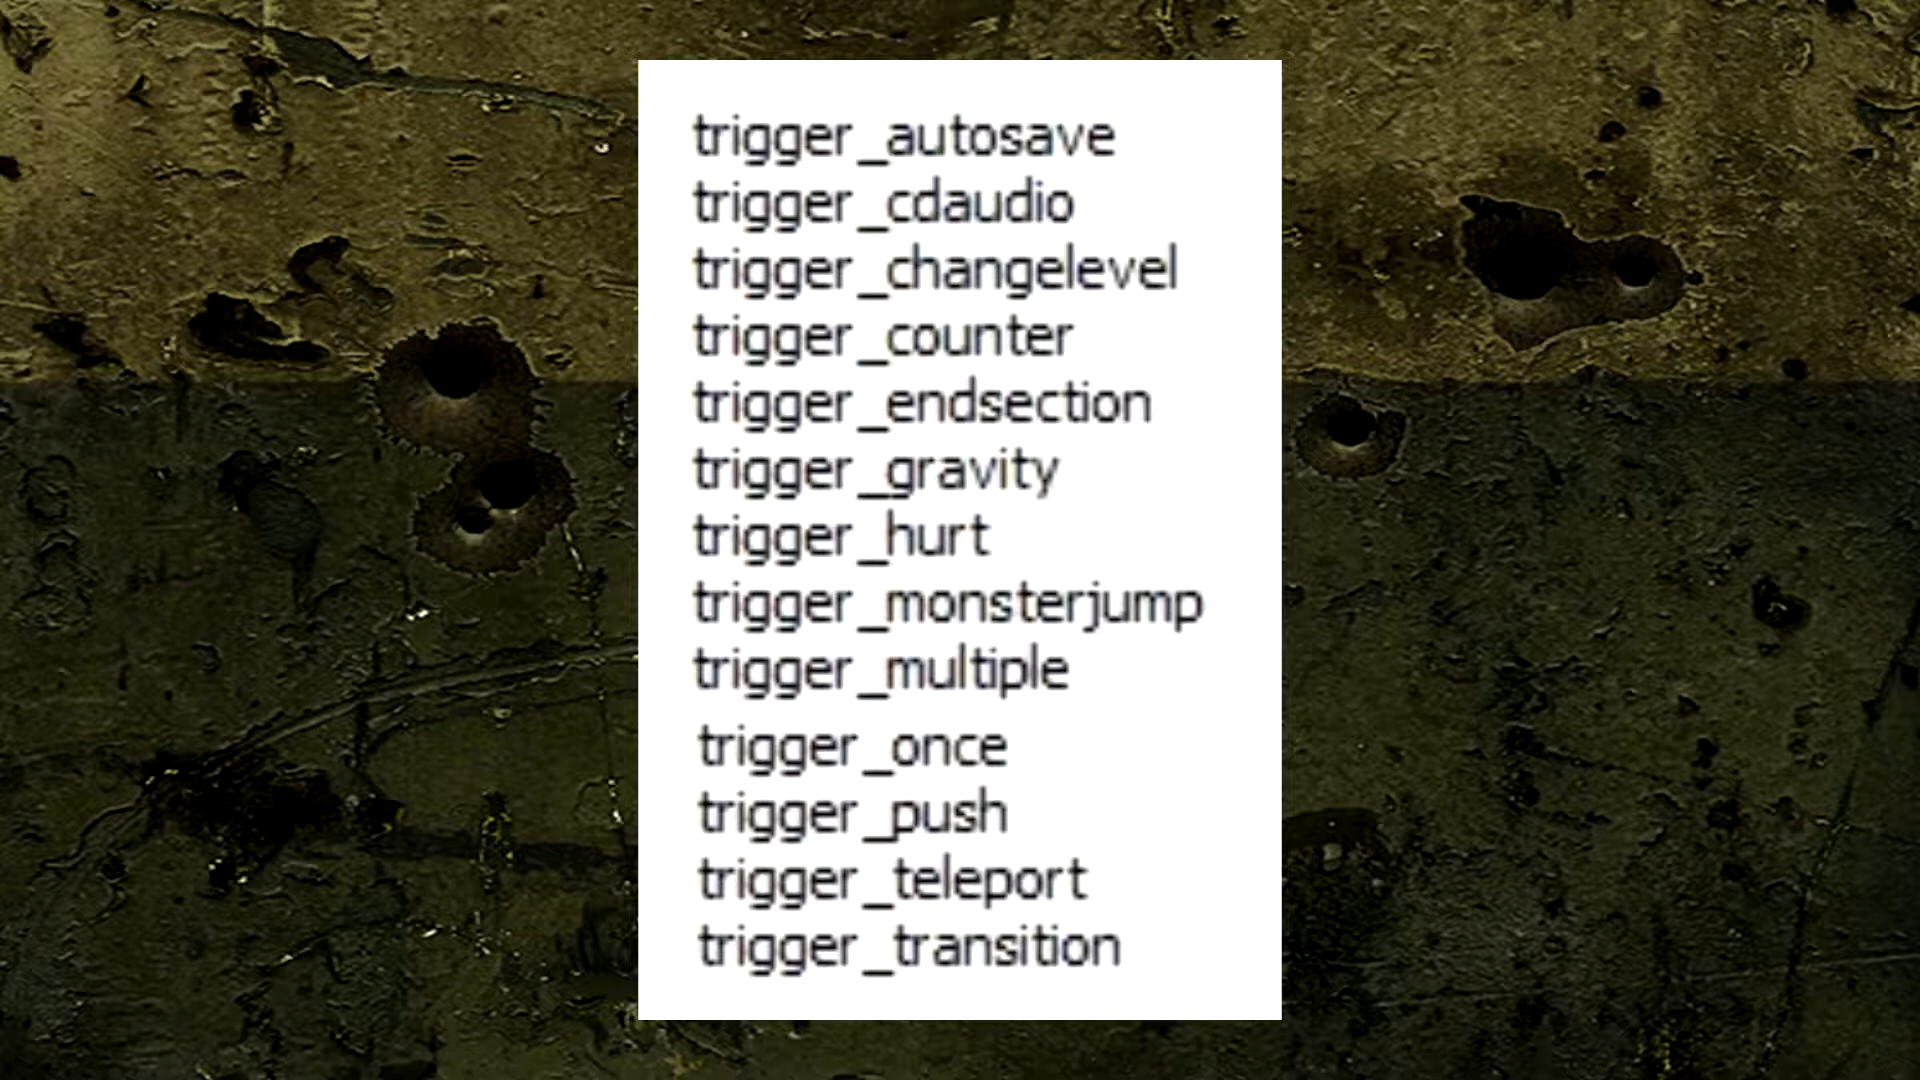 trigger_autosave
trigger_cdaudio
trigger_changelevel
trigger_counter
trigger_endsection
trigger_gravity
trigger_hurt
trigger_monsterjump
trigger_multiple
trigger_once
trigger_push
trigger_teleport
trigger_transition